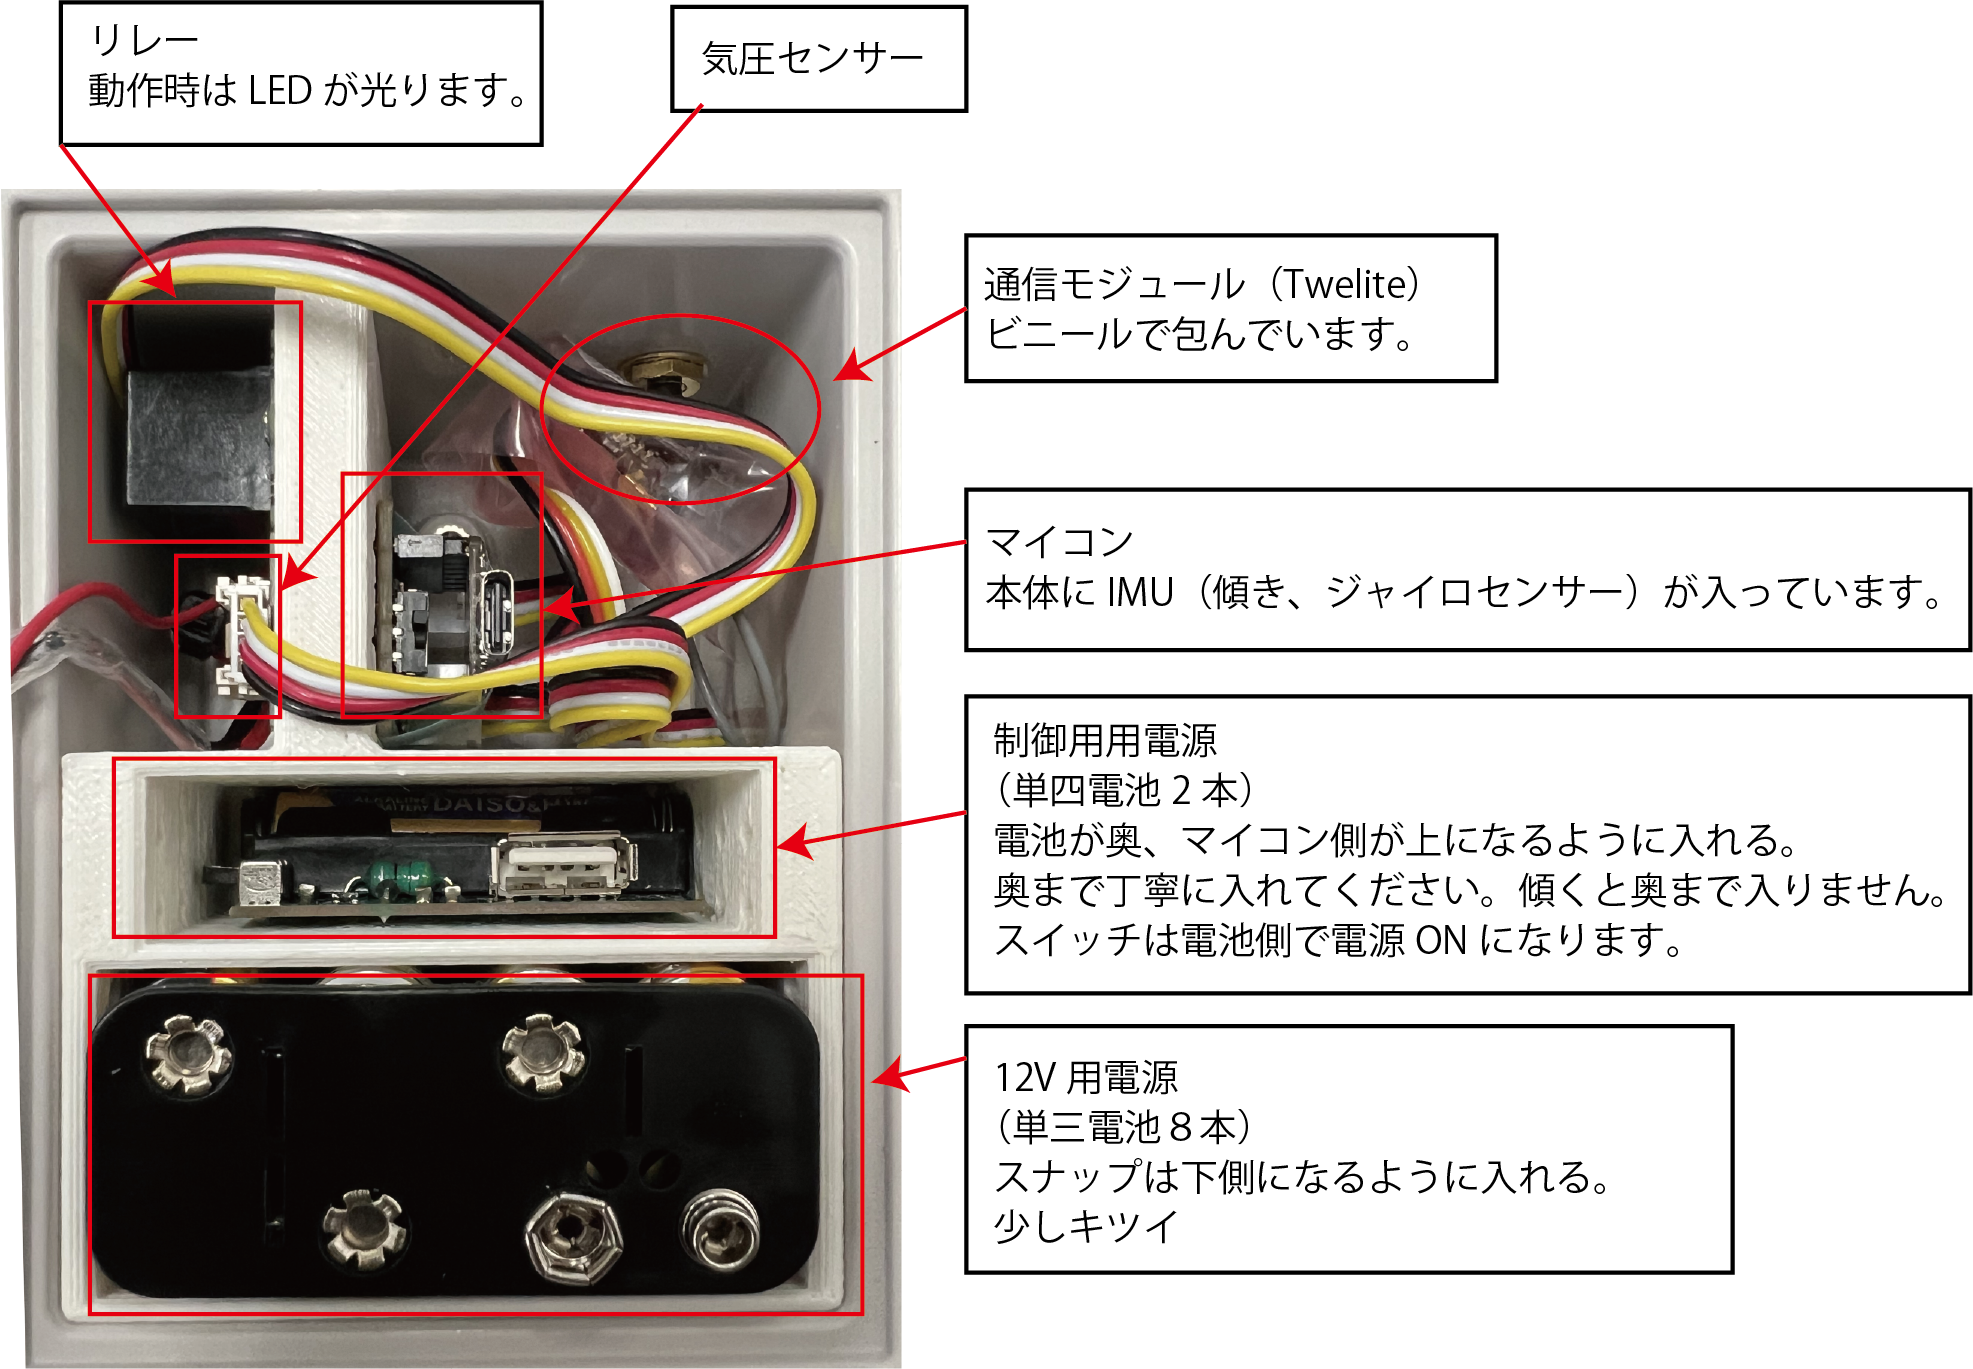 リレー
動作時は LED が光ります。
気圧センサー
通信モジュール（Twelite）
ビニールで包んでいます。
マイコン
本体に IMU（傾き、ジャイロセンサー）が入っています。
制御用用電源
（単四電池 2 本）
電池が奥、マイコン側が上になるように入れる。
奥まで丁寧に入れてください。傾くと奥まで入りません。
スイッチは電池側で電源 ON になります。
ALKALINE
BATTERY DAISO&
12V 用電源
（単三電池８本）
スナップは下側になるように入れる。
少しキツイ